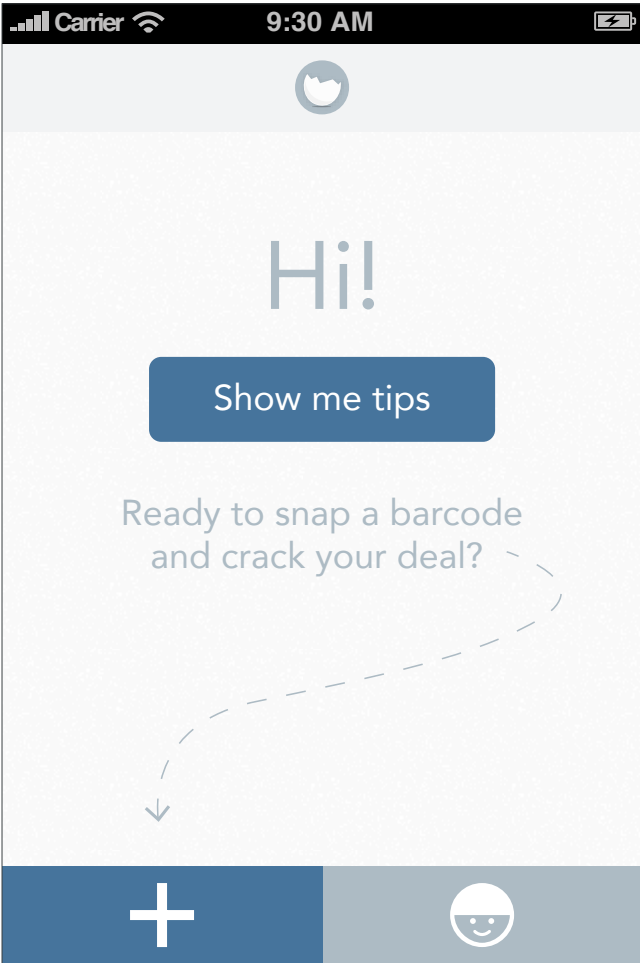 Carrier 9:30 AM
Hi!
Show me tips
Ready to snap a barcode
and crack your deal?